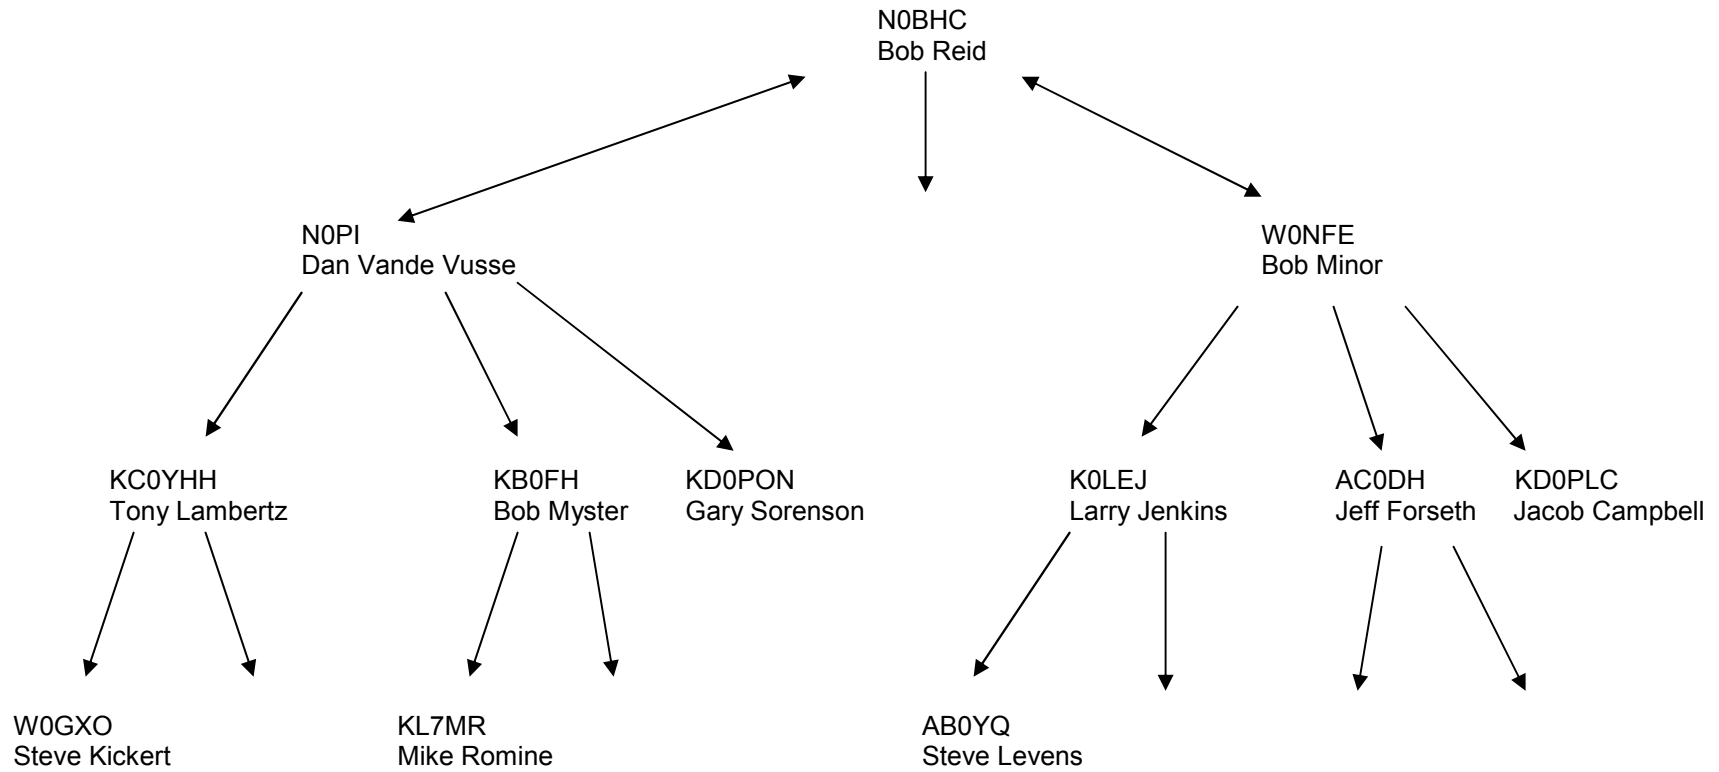 N0BHC
Bob Reid
N0PI
Dan Vande Vusse
W0NFE
Bob Minor
KC0YHH
Tony Lambertz
KB0FH
Bob Myster
KD0PON
Gary Sorenson
K0LEJ
Larry Jenkins
AC0DH
Jeff Forseth
KD0PLC
Jacob Campbell
W0GXO
Steve Kickert
KL7MR
Mike Romine
AB0YQ
Steve Levens